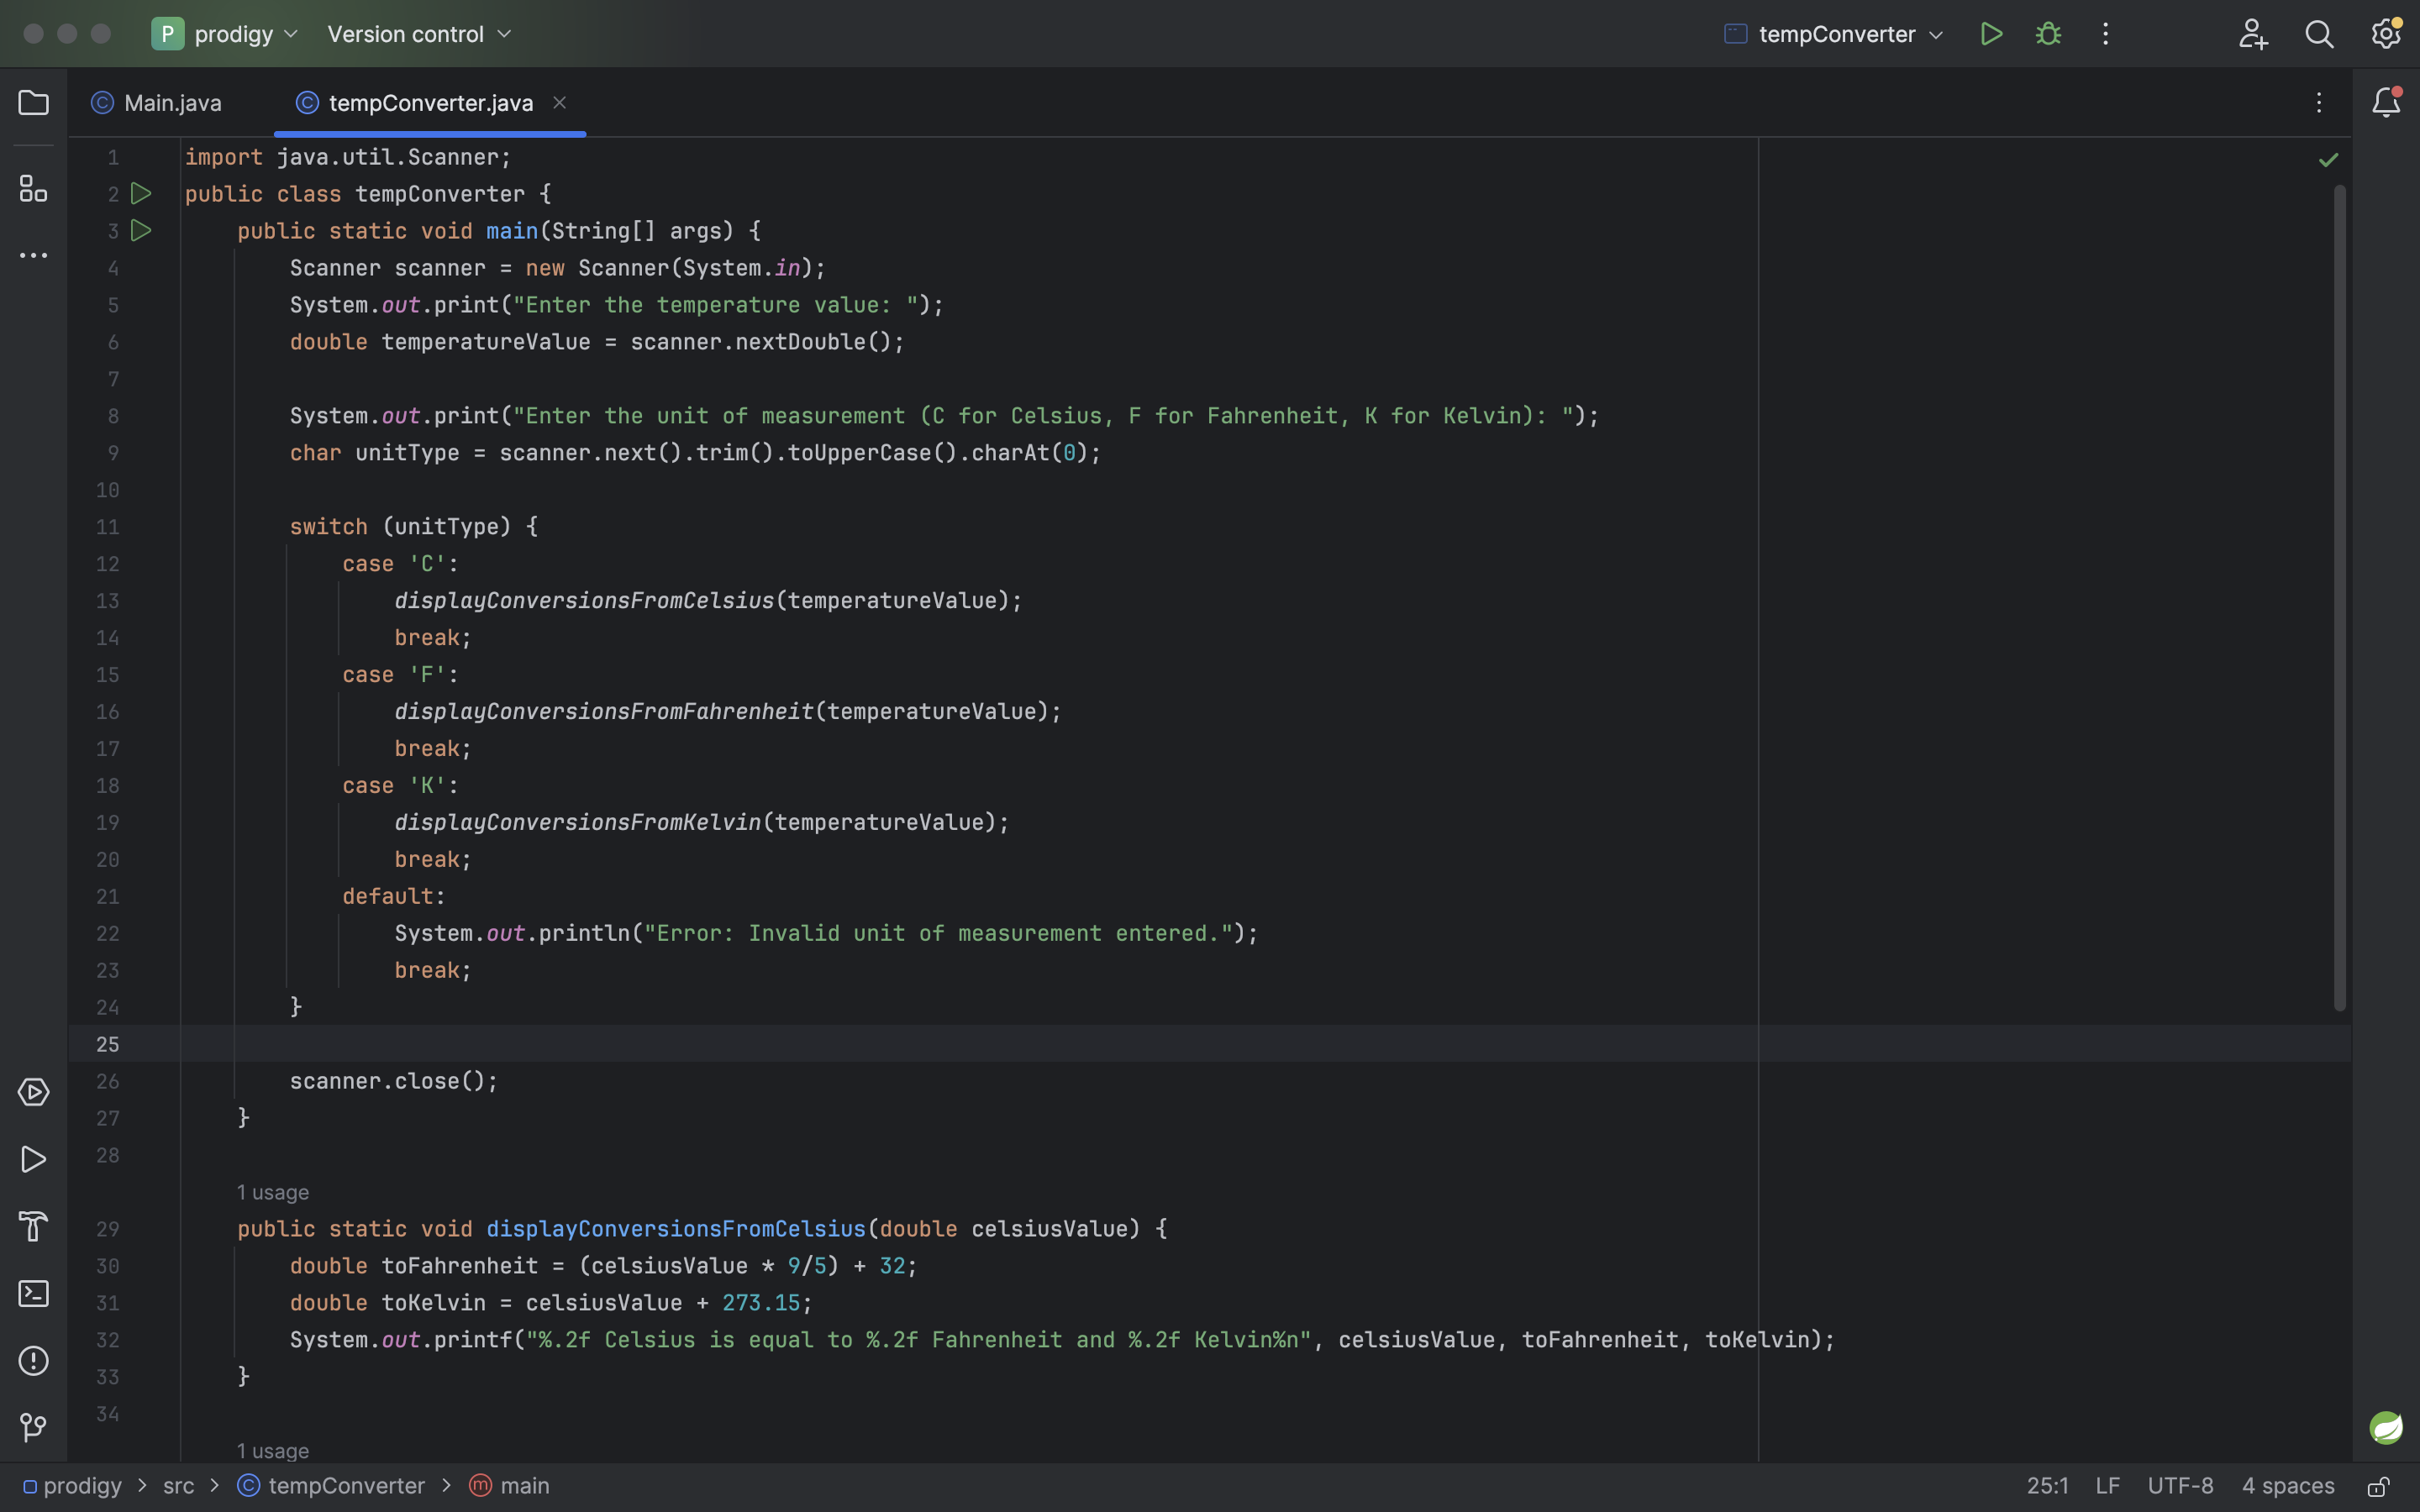 P prodigy Version control tempConverter
Main.java tempConverter.java
1 import java.util.Scanner;
2 public class tempConverter {
3 public static void main(String[] args) {
4 Scanner scanner = new Scanner(System.in);
5 System.out.print("Enter the temperature value: ");
6 double temperatureValue = scanner.nextDouble();
7
8 System.out.print("Enter the unit of measurement (C for Celsius, F for Fahrenheit, K for Kelvin): ");
9 char unitType = scanner.next().trim().toUpperCase().charAt(0);
10
11 switch (unitType) {
12 case 'C':
13 displayConversionsFromCelsius(temperatureValue);
14 break;
15 case 'F':
16 displayConversionsFromFahrenheit(temperatureValue);
17 break;
18 case 'K':
19 displayConversionsFromKelvin(temperatureValue);
20 break;
21 default:
22 System.out.println("Error: Invalid unit of measurement entered.");
23 break;
24 }
25
26 scanner.close();
27 }
28
1 usage
29 public static void displayConversionsFromCelsius(double celsiusValue) {
30 double toFahrenheit = (celsiusValue * 9/5) + 32;
31 double toKelvin = celsiusValue + 273.15;
32 System.out.printf("%.2f Celsius is equal to %.2f Fahrenheit and %.2f Kelvin%n", celsiusValue, toFahrenheit, toKelvin);
33 }
34
1 usage
prodigy > src > tempConverter > main 25:1 LF UTF-8 4 spaces